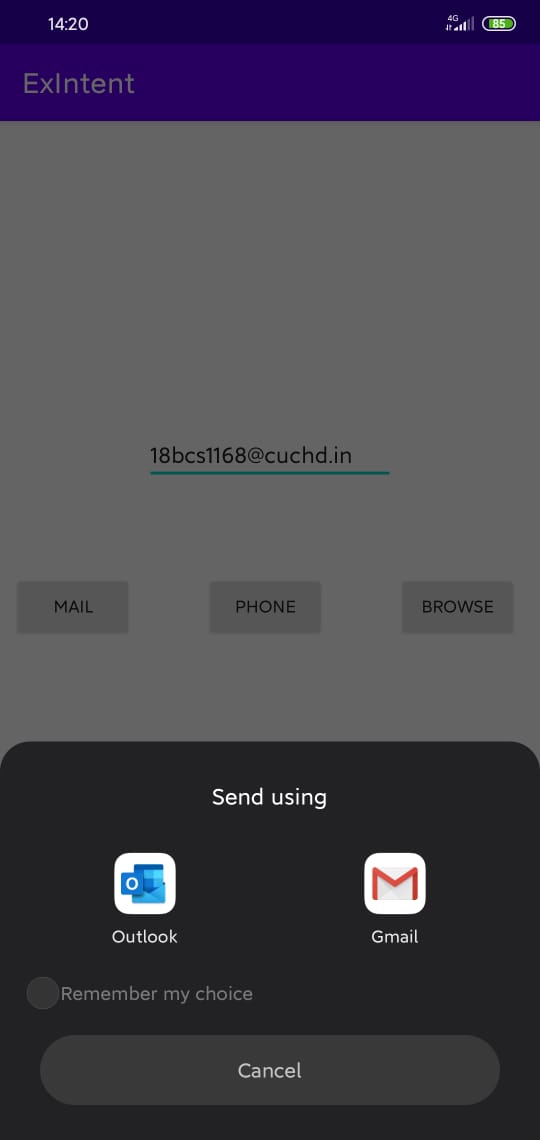 14:20
4G
85
ExIntent
18bcs1168@cuchd.in
MAIL PHONE BROWSE
Send using
O
Outlook Gmail
Remember my choice
Cancel